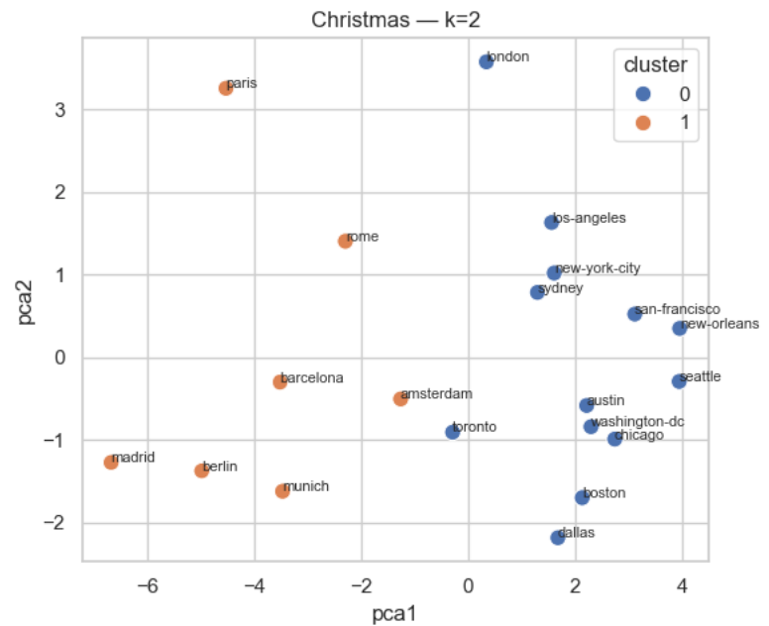 Christmas — k=2
london
cluster
0
1
paris
los-angeles
rome
new-york-city
sydney
san-francisco
new-orleans
barcelona
seattle
amsterdam
austin
toronto
washington-dc
chicago
madrid
berlin
munich
boston
dallas
3
2
1
0
−1
−2
pca2
−6 −4 −2 0 2 4
pca1